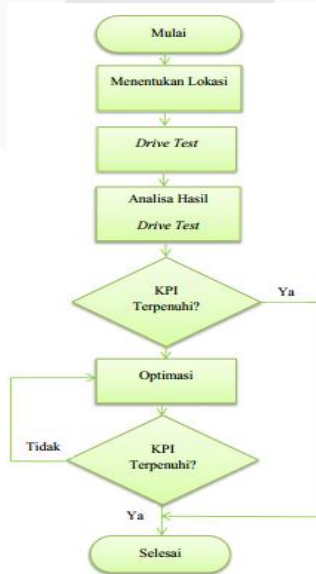 Mulai
Menentukan Lokasi
Drive Test
Analisa Hasil
Drive Test
KPI
Terpenuhi?
Ya
Optimasi
Tidak
KPI
Terpenuhi?
Ya
Selesai